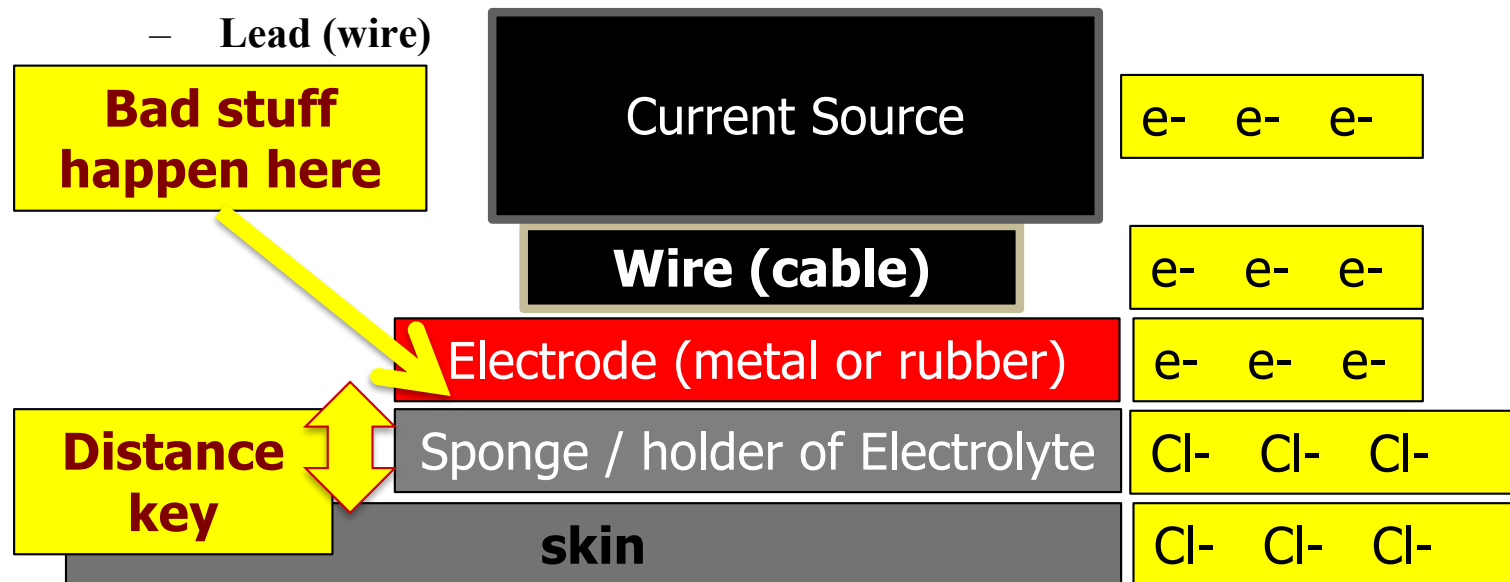 – Lead (wire)
Bad stuff
happen here
Current Source
e- e- e-
Wire (cable)
e- e- e-
Electrode (metal or rubber)
e- e- e-
Distance
key
Sponge / holder of Electrolyte
Cl- Cl- Cl-
skin
Cl- Cl- Cl-